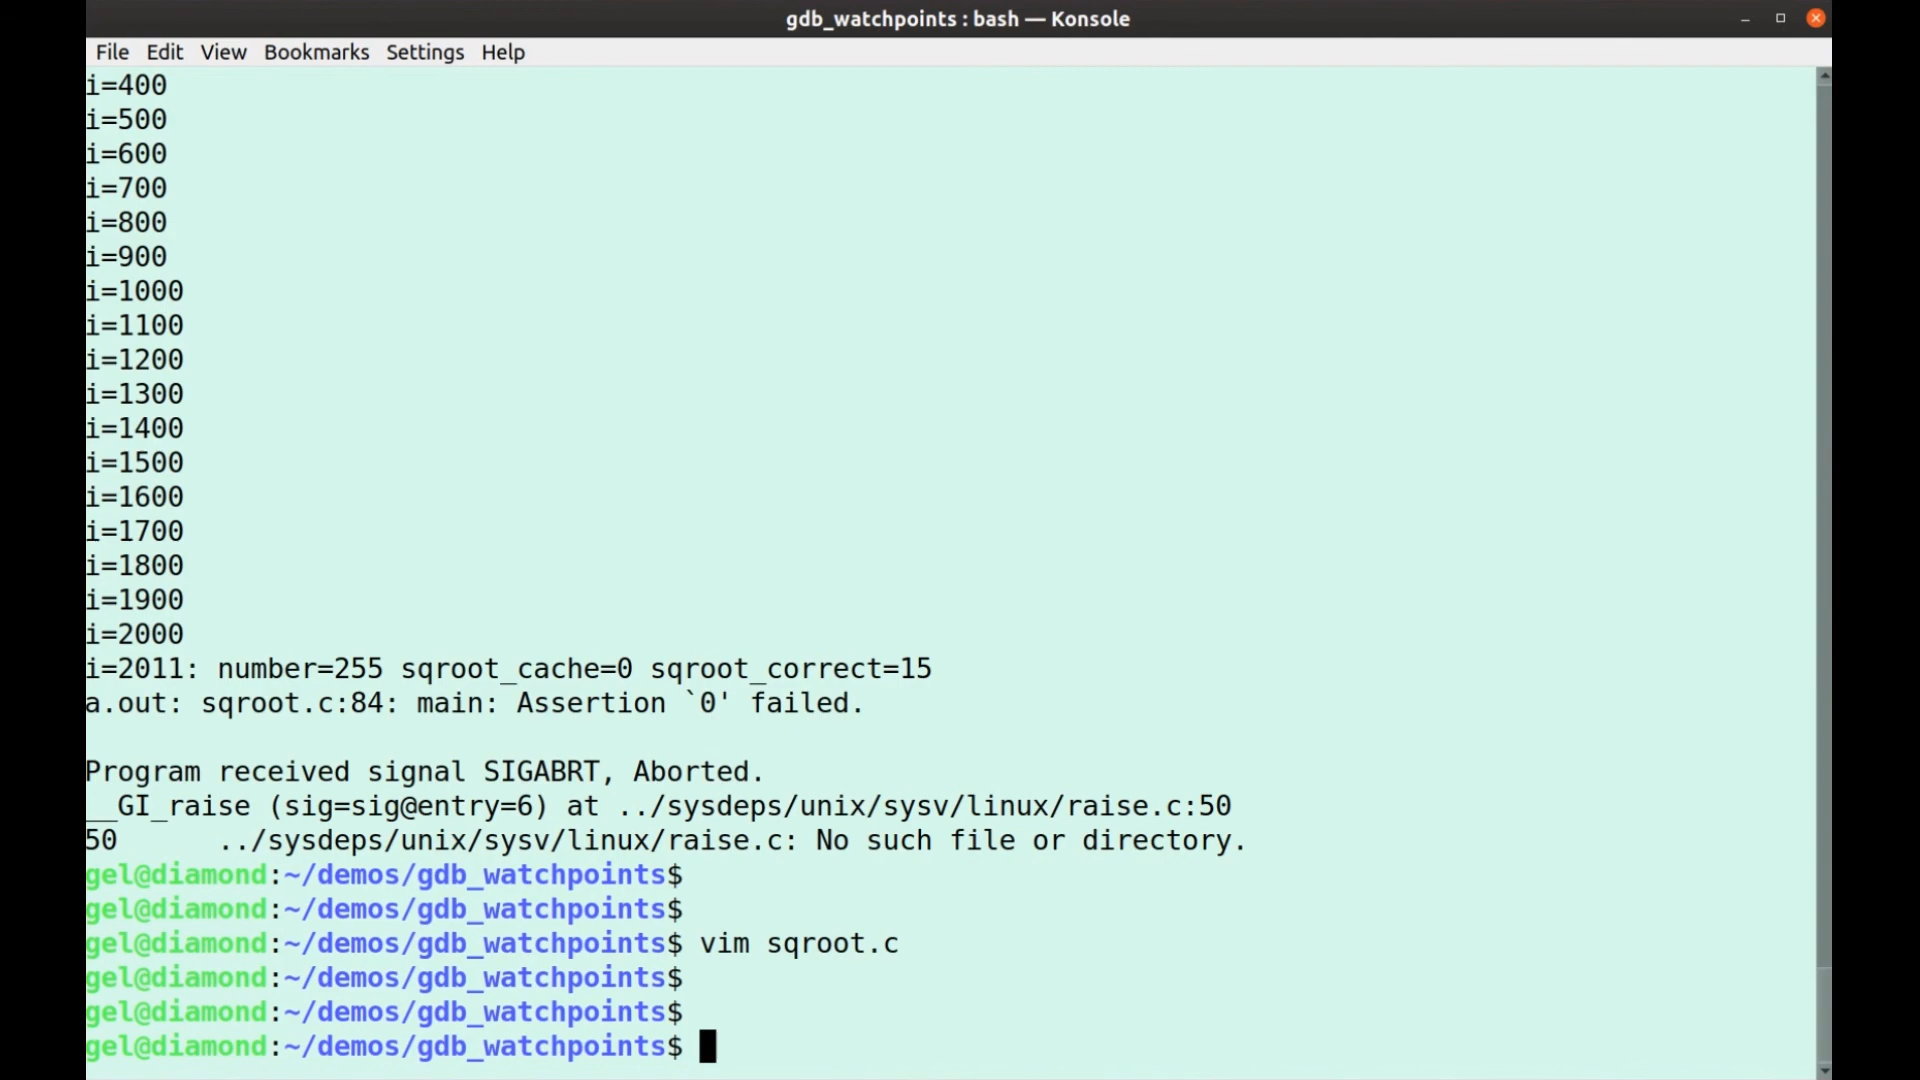 gdb_watchpoints : bash — Konsole
File Edit View Bookmarks Settings Help
i=400
i=500
i=600
i=700
i=800
i=900
i=1000
i=1100
i=1200
i=1300
i=1400
i=1500
i=1600
i=1700
i=1800
i=1900
i=2000
i=2011: number=255 sqroot_cache=0 sqroot_correct=15
a.out: sqroot.c:84: main: Assertion `0' failed.
Program received signal SIGABRT, Aborted.
__GI_raise (sig=sig@entry=6) at ../sysdeps/unix/sysv/linux/raise.c:50
50      ../sysdeps/unix/sysv/linux/raise.c: No such file or directory.
gel@diamond:~/demos/gdb_watchpoints$
gel@diamond:~/demos/gdb_watchpoints$
gel@diamond:~/demos/gdb_watchpoints$ vim sqroot.c
gel@diamond:~/demos/gdb_watchpoints$
gel@diamond:~/demos/gdb_watchpoints$
gel@diamond:~/demos/gdb_watchpoints$